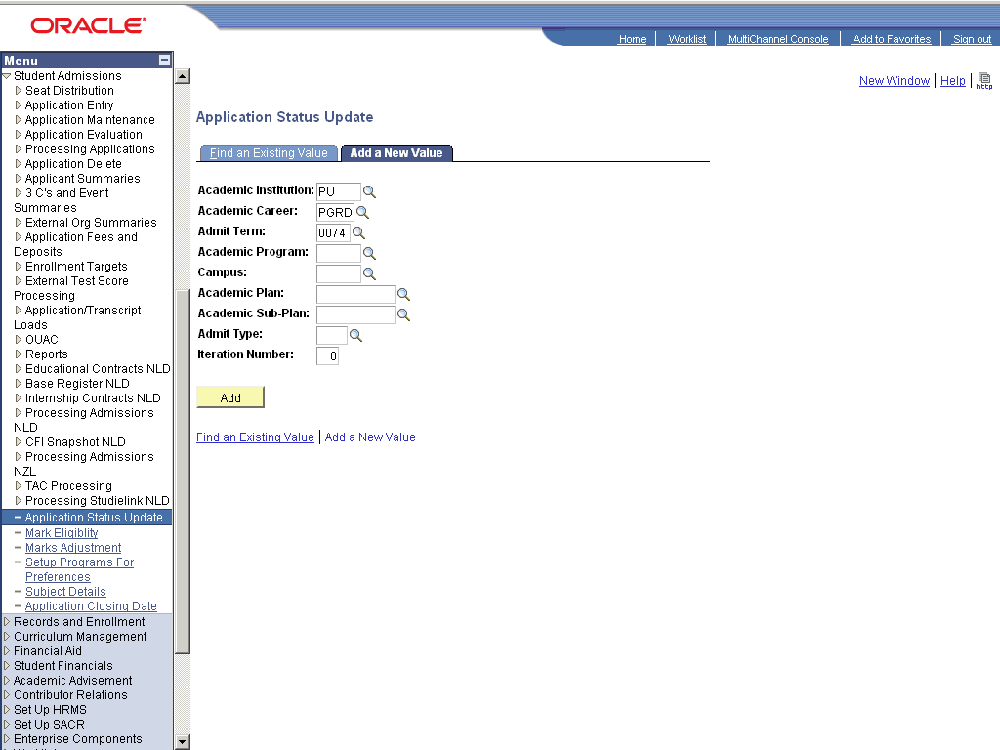 ORACLE®
Home
Worklist
MultiChannel Console
Add to Favorites
Sign out
Menu
Student Admissions
Seat Distribution
Application Entry
Application Maintenance
Application Evaluation
Processing Applications
Application Delete
Applicant Summaries
3 C's and Event
Summaries
External Org Summaries
Application Fees and
Deposits
Enrollment Targets
External Test Score
Processing
Application/Transcript
Loads
OUAC
Reports
Educational Contracts NLD
Base Register NLD
Internship Contracts NLD
Processing Admissions
NLD
CFI Snapshot NLD
Processing Admissions
NZL
TAC Processing
Processing Studielink NLD
Application Status Update
Mark Eligiblity
Marks Adjustment
Setup Programs For
Preferences
Subject Details
Application Closing Date
Records and Enrollment
Curriculum Management
Financial Aid
Student Financials
Academic Advisement
Contributor Relations
Set Up HRMS
Set Up SACR
Enterprise Components
New Window | Help | http
Application Status Update
Find an Existing Value
Add a New Value
Academic Institution: PU
Academic Career: PGRD
Admit Term: 0074
Academic Program:
Campus:
Academic Plan:
Academic Sub-Plan:
Admit Type:
Iteration Number: 0
Add
Find an Existing Value | Add a New Value